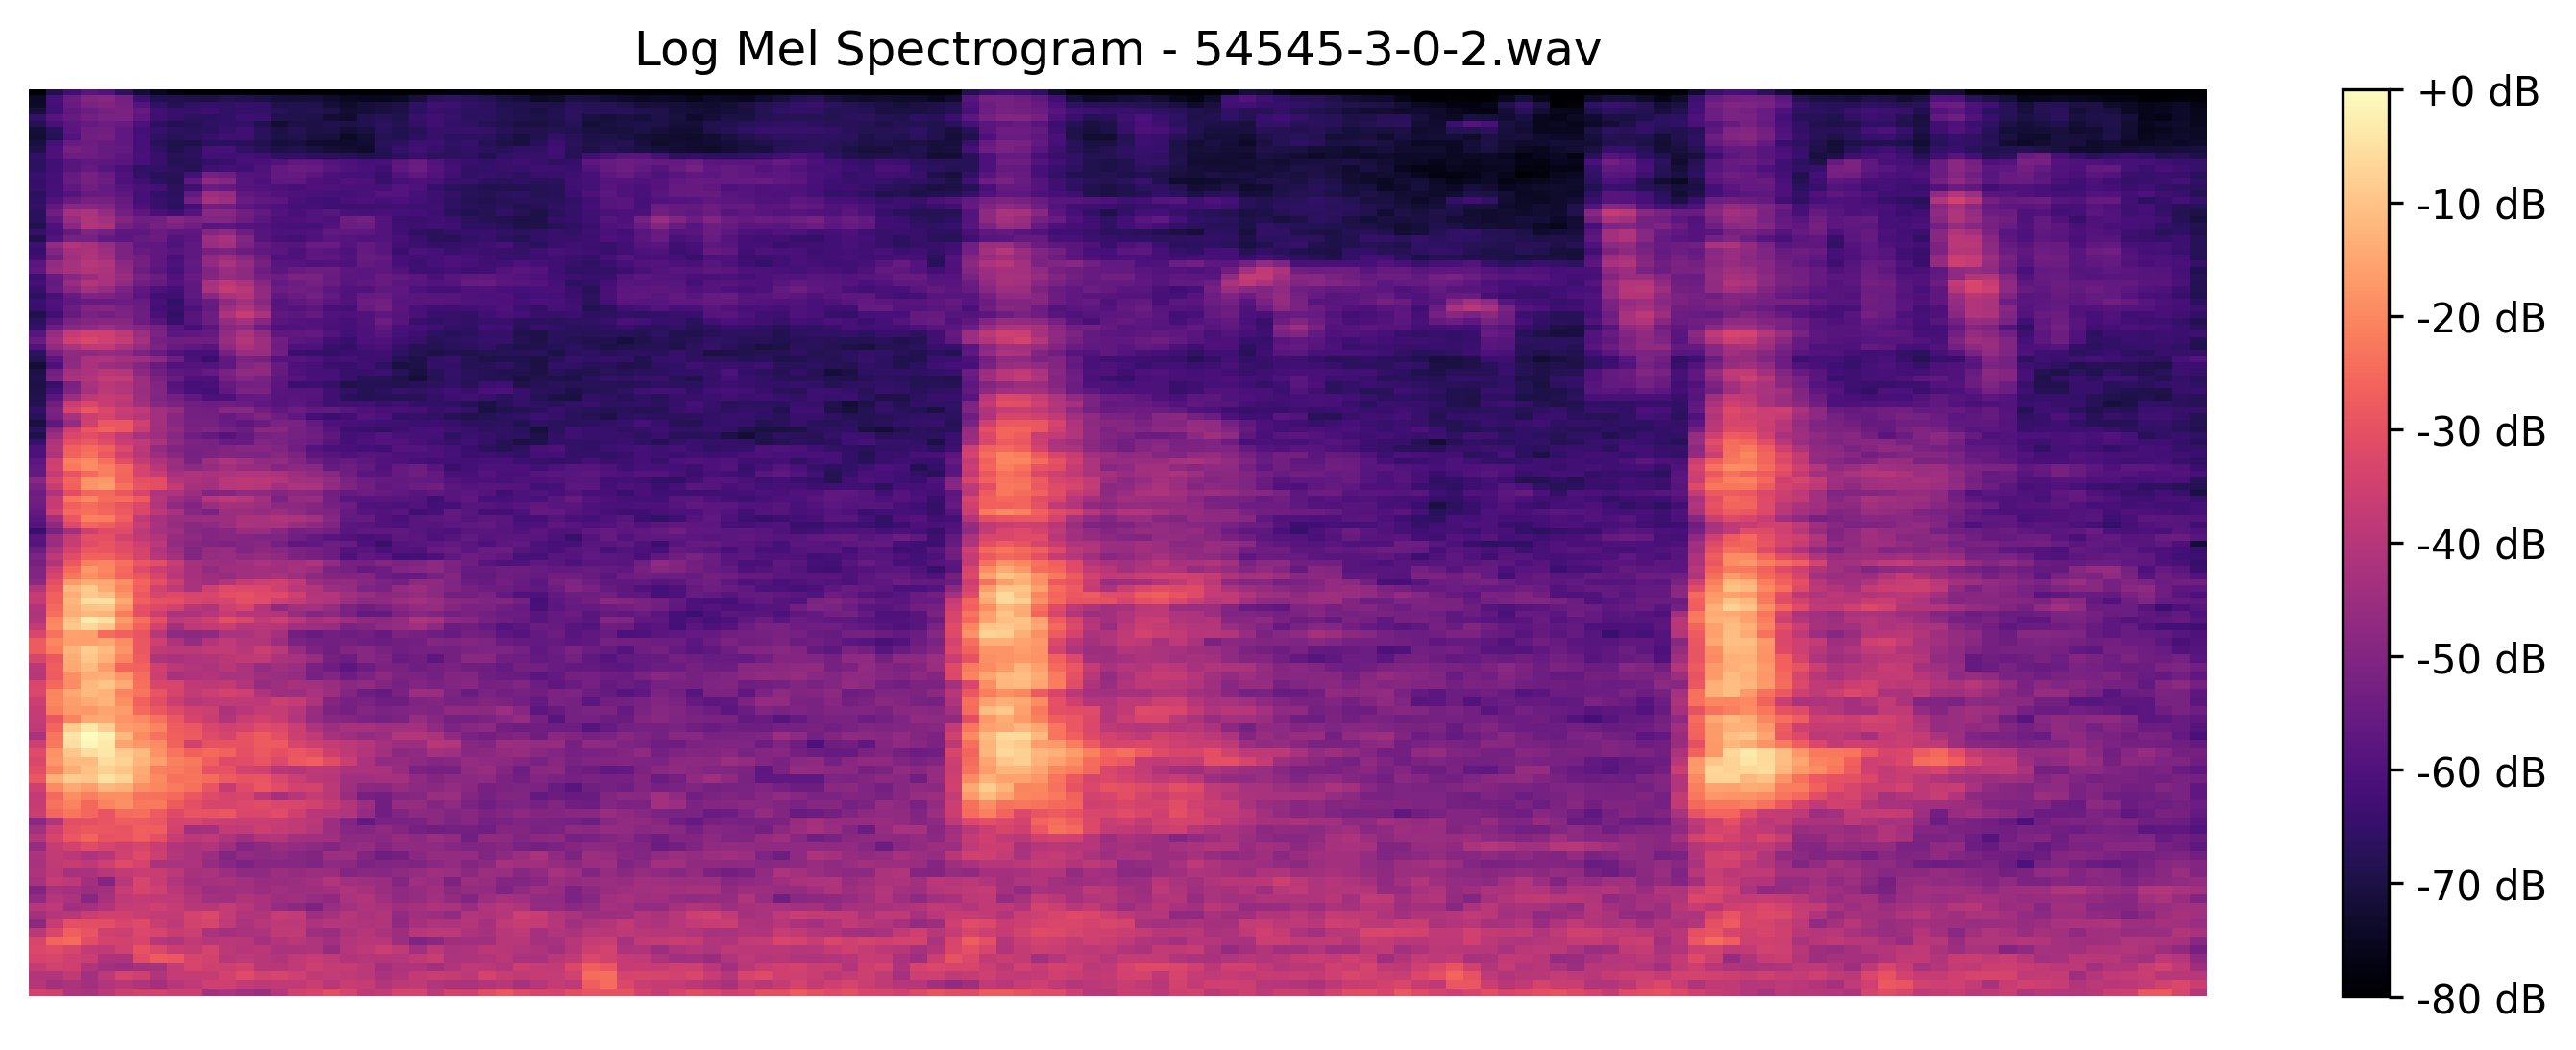 Log Mel Spectrogram - 54545-3-0-2.wav
+0 dB
-10 dB
-20 dB
-30 dB
-40 dB
-50 dB
-60 dB
-70 dB
-80 dB